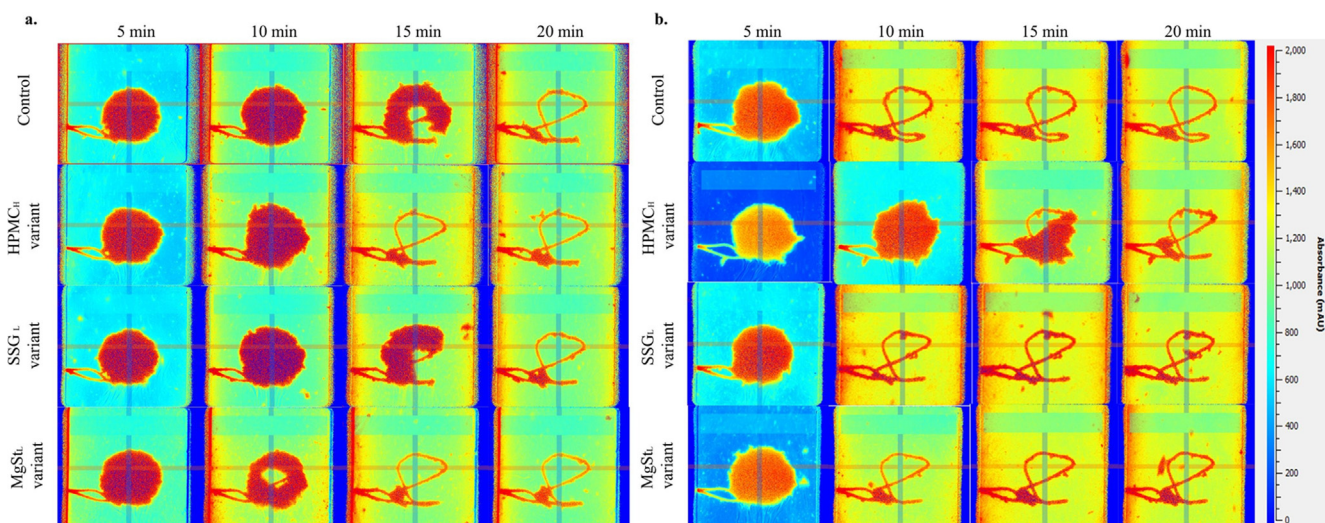 a.
5 min 10 min 15 min 20 min
Control
HPMCH
variant
SSG L
variant
MgSt.
variant
b.
5 min 10 min 15 min 20 min
Control
HPMCH
variant
SSGL
variant
MgSt.
variant
2,000
1,800
1,600
1,400
1,200
1,000
800
600
400
200
0
Absorbance (mAU)